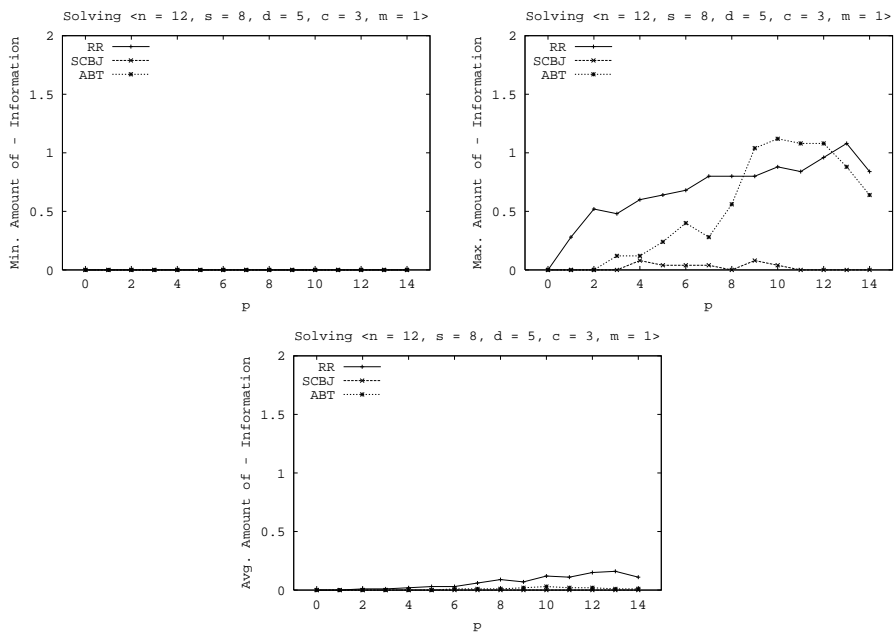 Solving <n = 12, s = 8, d = 5, c = 3, m = 1>
Min. Amount of - Information
2
1.5
1
0.5
0
RR
SCBJ
ABT
0 2 4 6 8 10 12 14
p
Solving <n = 12, s = 8, d = 5, c = 3, m = 1>
Max. Amount of - Information
2
1.5
1
0.5
0
RR
SCBJ
ABT
0 2 4 6 8 10 12 14
p
Solving <n = 12, s = 8, d = 5, c = 3, m = 1>
Avg. Amount of - Information
2
1.5
1
0.5
0
RR
SCBJ
ABT
0 2 4 6 8 10 12 14
p